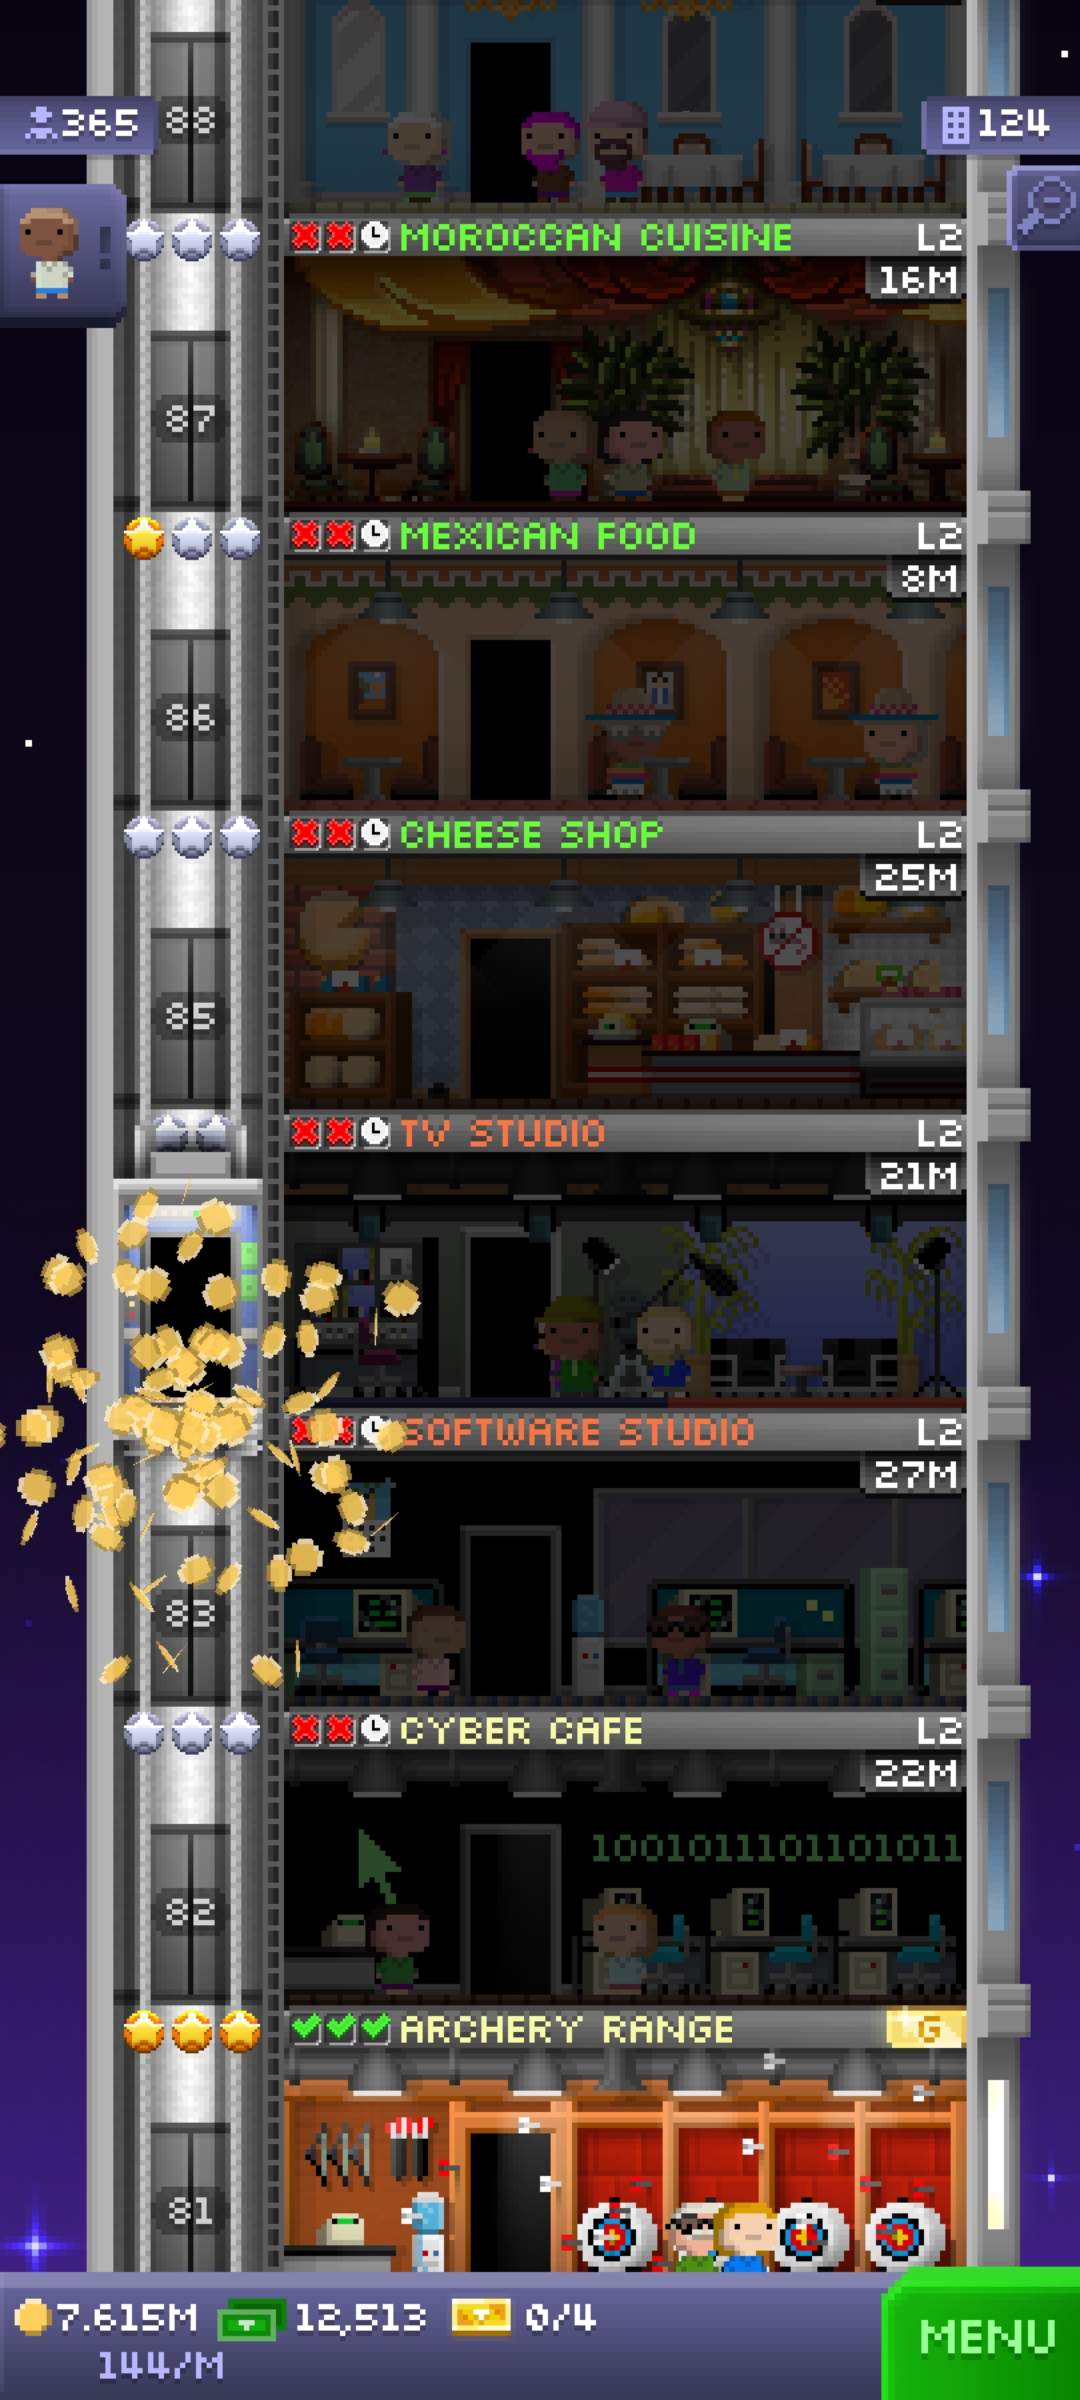 88
365
124
MOROCCAN CUISINE L2
16M
87
MEXICAN FOOD L2
8M
86
CHEESE SHOP L2
25M
85
TV STUDIO L2
21M
SOFTWARE STUDIO L2
27M
83
CYBER CAFE L2
22M
1001011101101011
82
ARCHERY RANGE G
81
7.615M 12,513 0/4
144/M
MENU